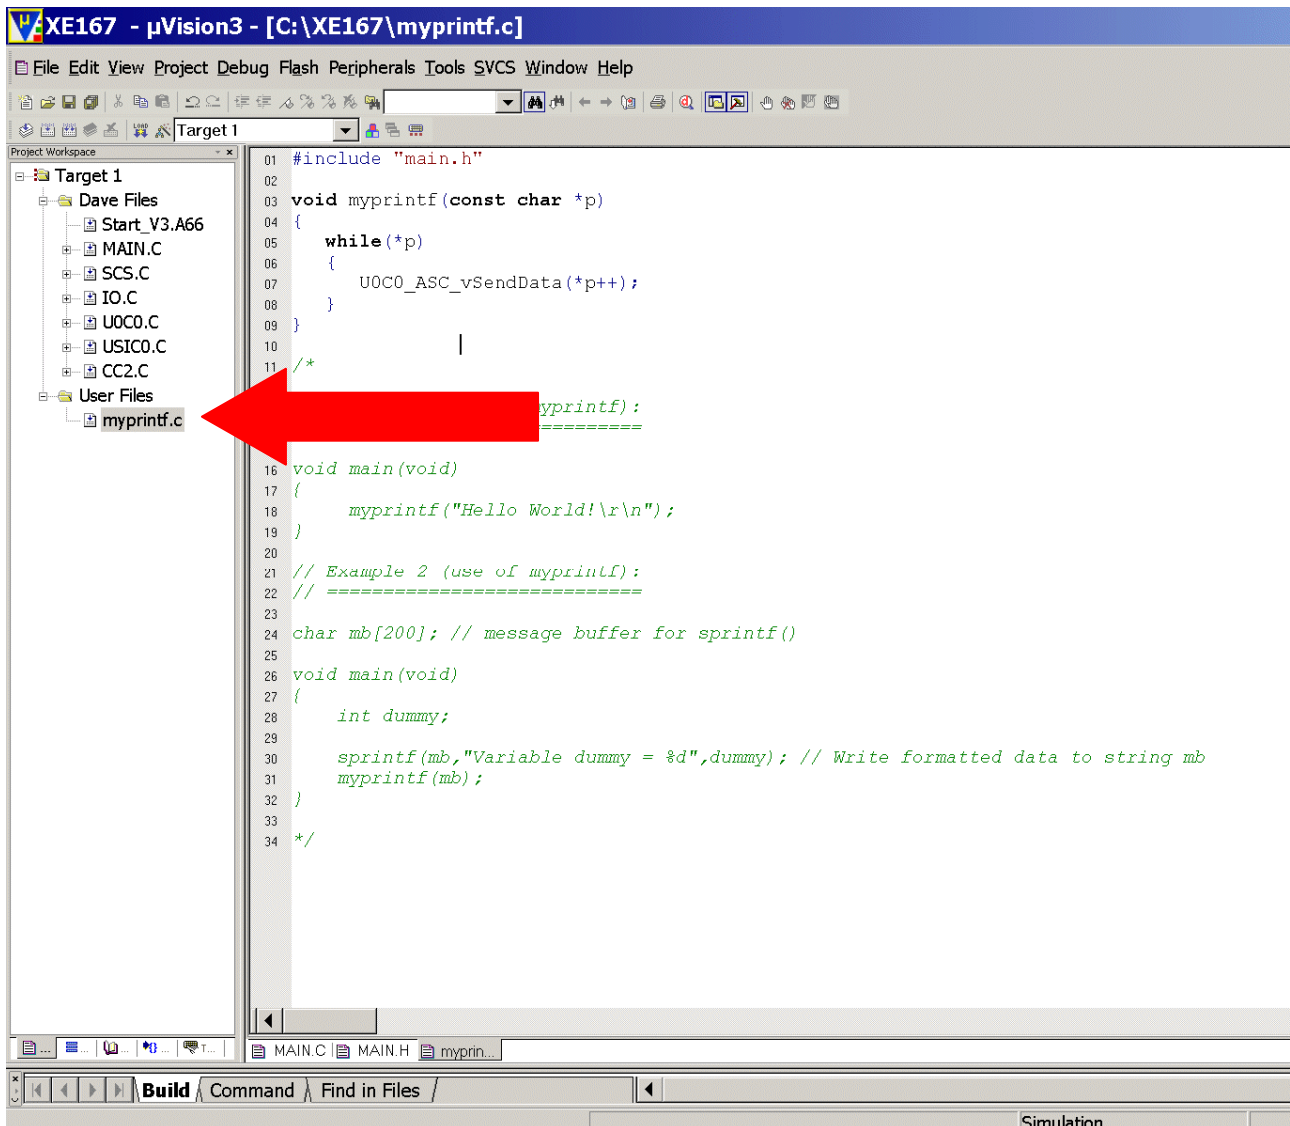 XE167 - µVision3 - [C:\XE167\myprintf.c]
File Edit View Project Debug Flash Peripherals Tools SVCS Window Help
Target 1
Project Workspace
Target 1
Dave Files
Start_V3.A66
MAIN.C
SCS.C
IO.C
U0C0.C
USIC0.C
CC2.C
User Files
myprintf.c
01 #include "main.h"
02
03 void myprintf(const char *p)
04 {
05 while(*p)
06 {
07 U0C0_ASC_vSendData(*p++);
08 }
09 }
10
11 /*
yprintf):
=========
16 void main(void)
17 {
18 myprintf("Hello World!\r\n");
19 }
20
21 // Example 2 (use of myprintf):
22 // ============================
23
24 char mb[200]; // message buffer for sprintf()
25
26 void main(void)
27 {
28 int dummy;
29
30 sprintf(mb,"Variable dummy = %d",dummy); // Write formatted data to string mb
31 myprintf(mb);
32 }
33
34 */
... ... ... ... T...
MAIN.C MAIN.H myprin...
Build Command Find in Files
Simulation